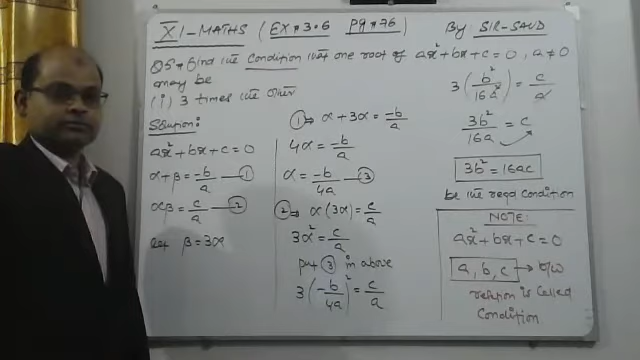 XI-MATHS (EX # 3.6 Pg # 76) By SIR-SAUD
Q5 # Find the Condition that one root of ax²+bx+c=0, a≠0
may be
(i) 3 times the other
Solution:
ax²+bx+c=0
α+β = -b/a — ①
αβ = c/a — ②
let β=3α
① ⇒ α+3α = -b/a
4α = -b/a
α = -b/4a — ③
② ⇒ α(3α) = c/a
3α² = c/a
put ③ in above
3(-b/4a)² = c/a
3(b²/16a²) = c/a
3b²/16a = c
3b² = 16ac
be the reqd Condition
NOTE:
ax²+bx+c=0
a, b, c → b/w
relation is called
Condition